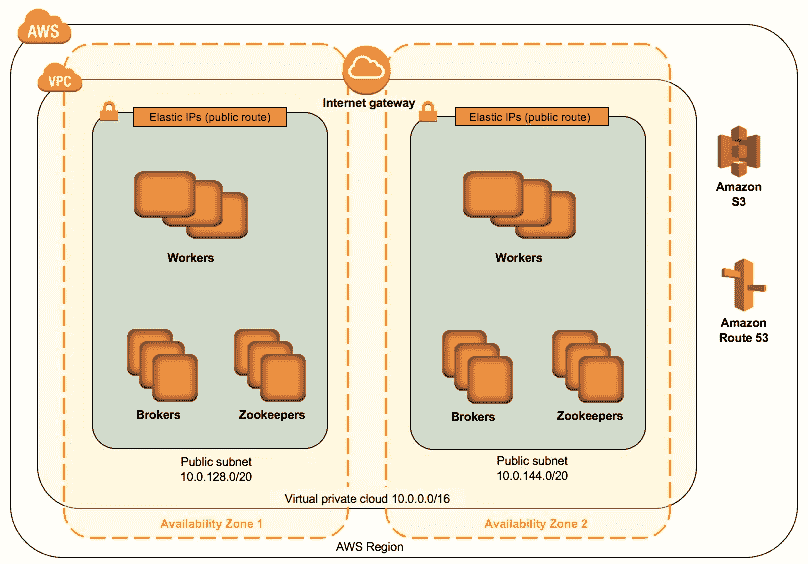 AWS
VPC
Internet gateway
Elastic IPs (public route)
Elastic IPs (public route)
Workers
Workers
Brokers
Zookeepers
Brokers
Zookeepers
Public subnet
10.0.128.0/20
Public subnet
10.0.144.0/20
Virtual private cloud 10.0.0.0/16
Availability Zone 1
Availability Zone 2
AWS Region
Amazon
S3
Amazon
Route 53